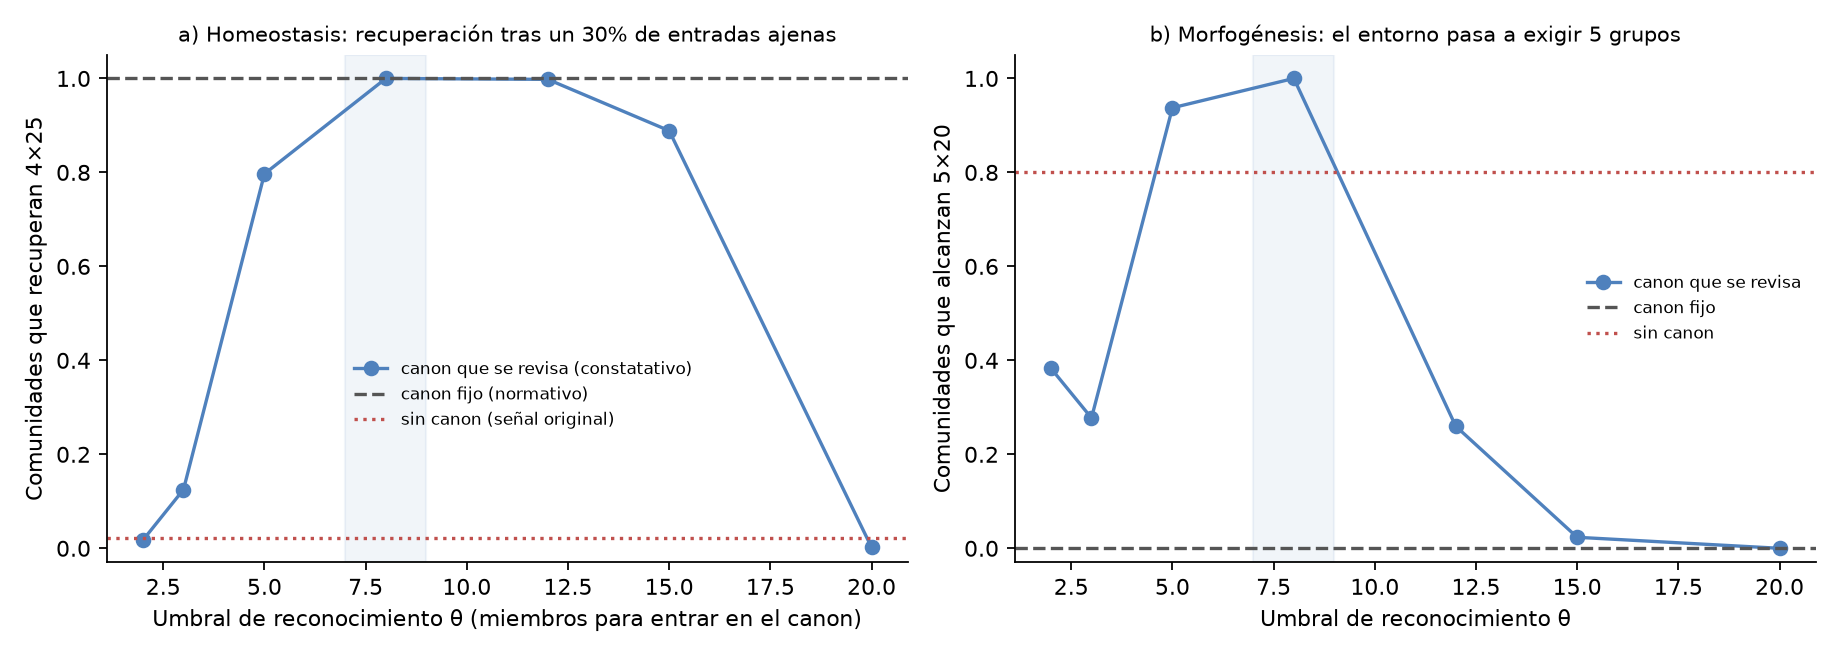 a) Homeostasis: recuperación tras un 30% de entradas ajenas
Comunidades que recuperan 4×25
1.0
0.8
0.6
0.4
0.2
0.0
canon que se revisa (constatativo)
canon fijo (normativo)
sin canon (señal original)
2.5 5.0 7.5 10.0 12.5 15.0 17.5 20.0
Umbral de reconocimiento θ (miembros para entrar en el canon)
b) Morfogénesis: el entorno pasa a exigir 5 grupos
Comunidades que alcanzan 5×20
1.0
0.8
0.6
0.4
0.2
0.0
canon que se revisa
canon fijo
sin canon
2.5 5.0 7.5 10.0 12.5 15.0 17.5 20.0
Umbral de reconocimiento θ